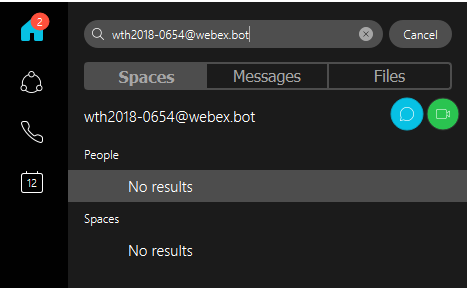 2
wth2018-0654@webex.bot
Cancel
Spaces
Messages
Files
wth2018-0654@webex.bot
People
No results
12
Spaces
No results